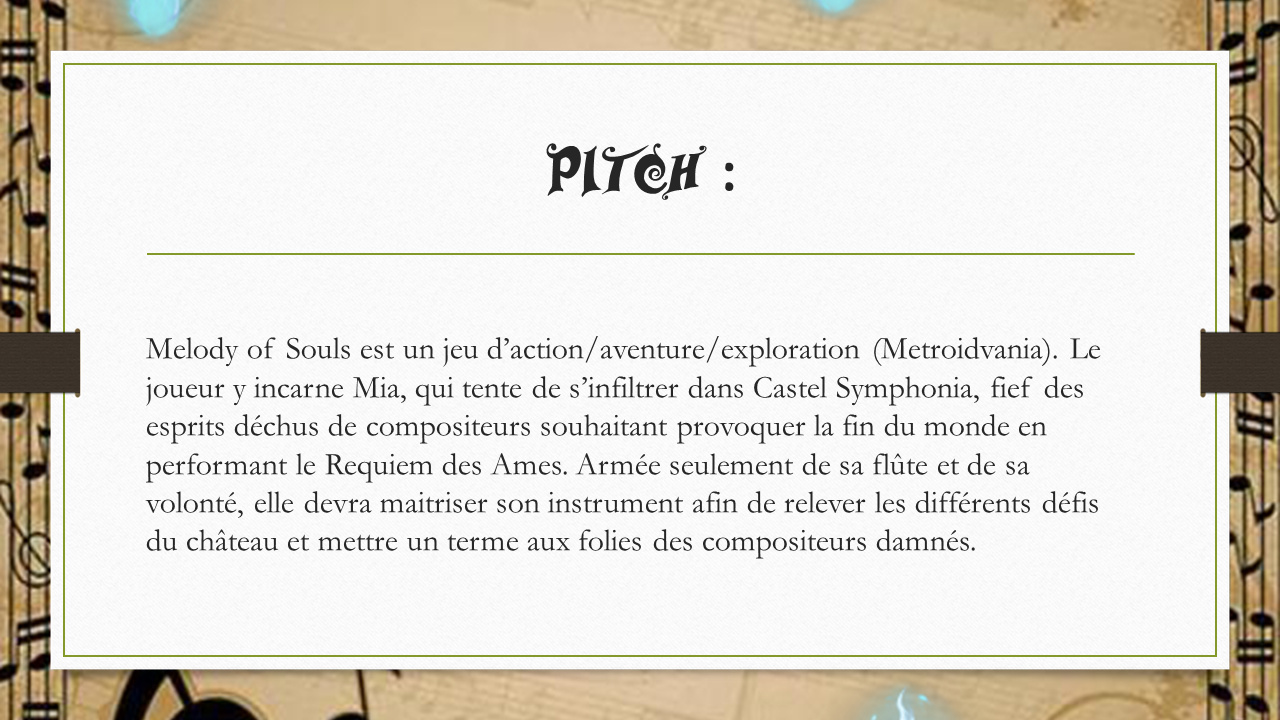 PITCH :
Melody of Souls est un jeu d’action/aventure/exploration (Metroidvania). Le
joueur y incarne Mia, qui tente de s’infiltrer dans Castel Symphonia, fief des
esprits déchus de compositeurs souhaitant provoquer la fin du monde en
performant le Requiem des Ames. Armée seulement de sa flûte et de sa
volonté, elle devra maitriser son instrument afin de relever les différents défis
du château et mettre un terme aux folies des compositeurs damnés.